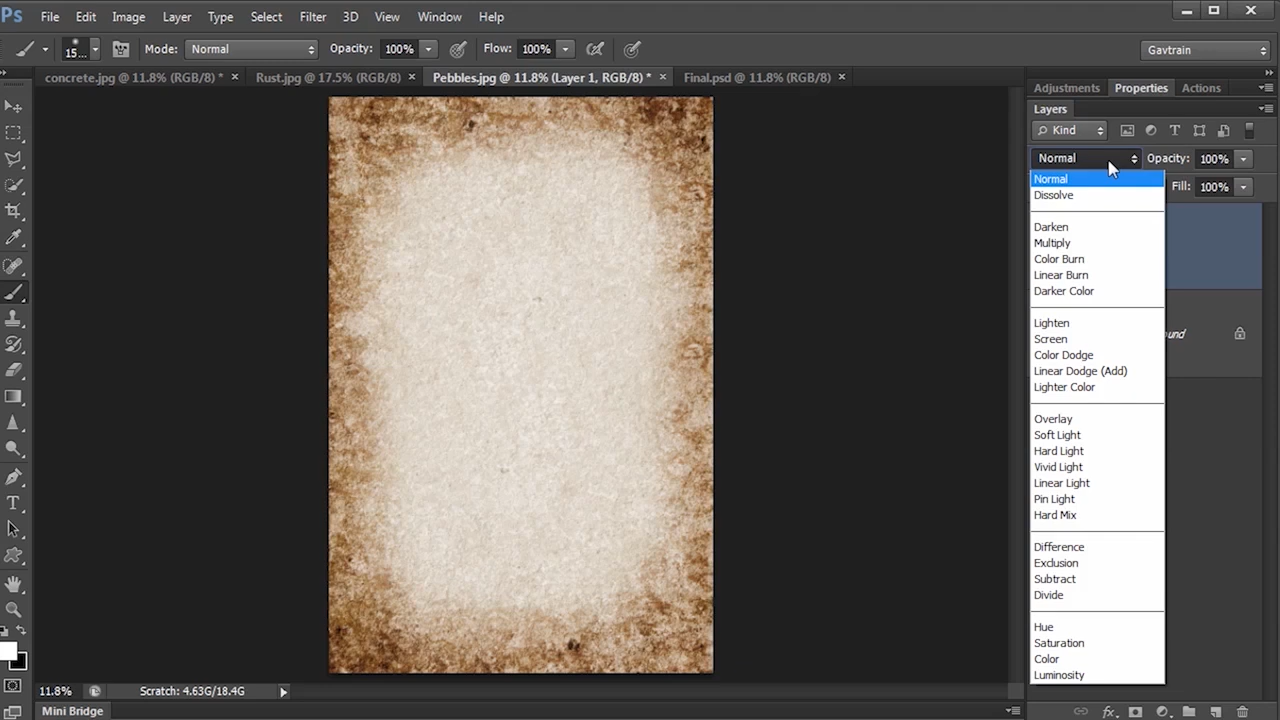 Ps File Edit Image Layer Type Select Filter 3D View Window Help
15... Mode: Normal Opacity: 100% Flow: 100% Gavtrain
concrete.jpg @ 11.8% (RGB/8) * × Rust.jpg @ 17.5% (RGB/8) × Pebbles.jpg @ 11.8% (Layer 1, RGB/8) * × Final.psd @ 11.8% (RGB/8) ×
Adjustments Properties Actions
Layers
Kind
Normal Opacity: 100%
Normal
Fill: 100%
Dissolve
Darken
Multiply
Color Burn
Linear Burn
Darker Color
Lighten
Screen
Color Dodge
Linear Dodge (Add)
Lighter Color
Overlay
Soft Light
Hard Light
Vivid Light
Linear Light
Pin Light
Hard Mix
Difference
Exclusion
Subtract
Divide
Hue
Saturation
Color
Luminosity
11.8% Scratch: 4.63G/18.4G
Mini Bridge